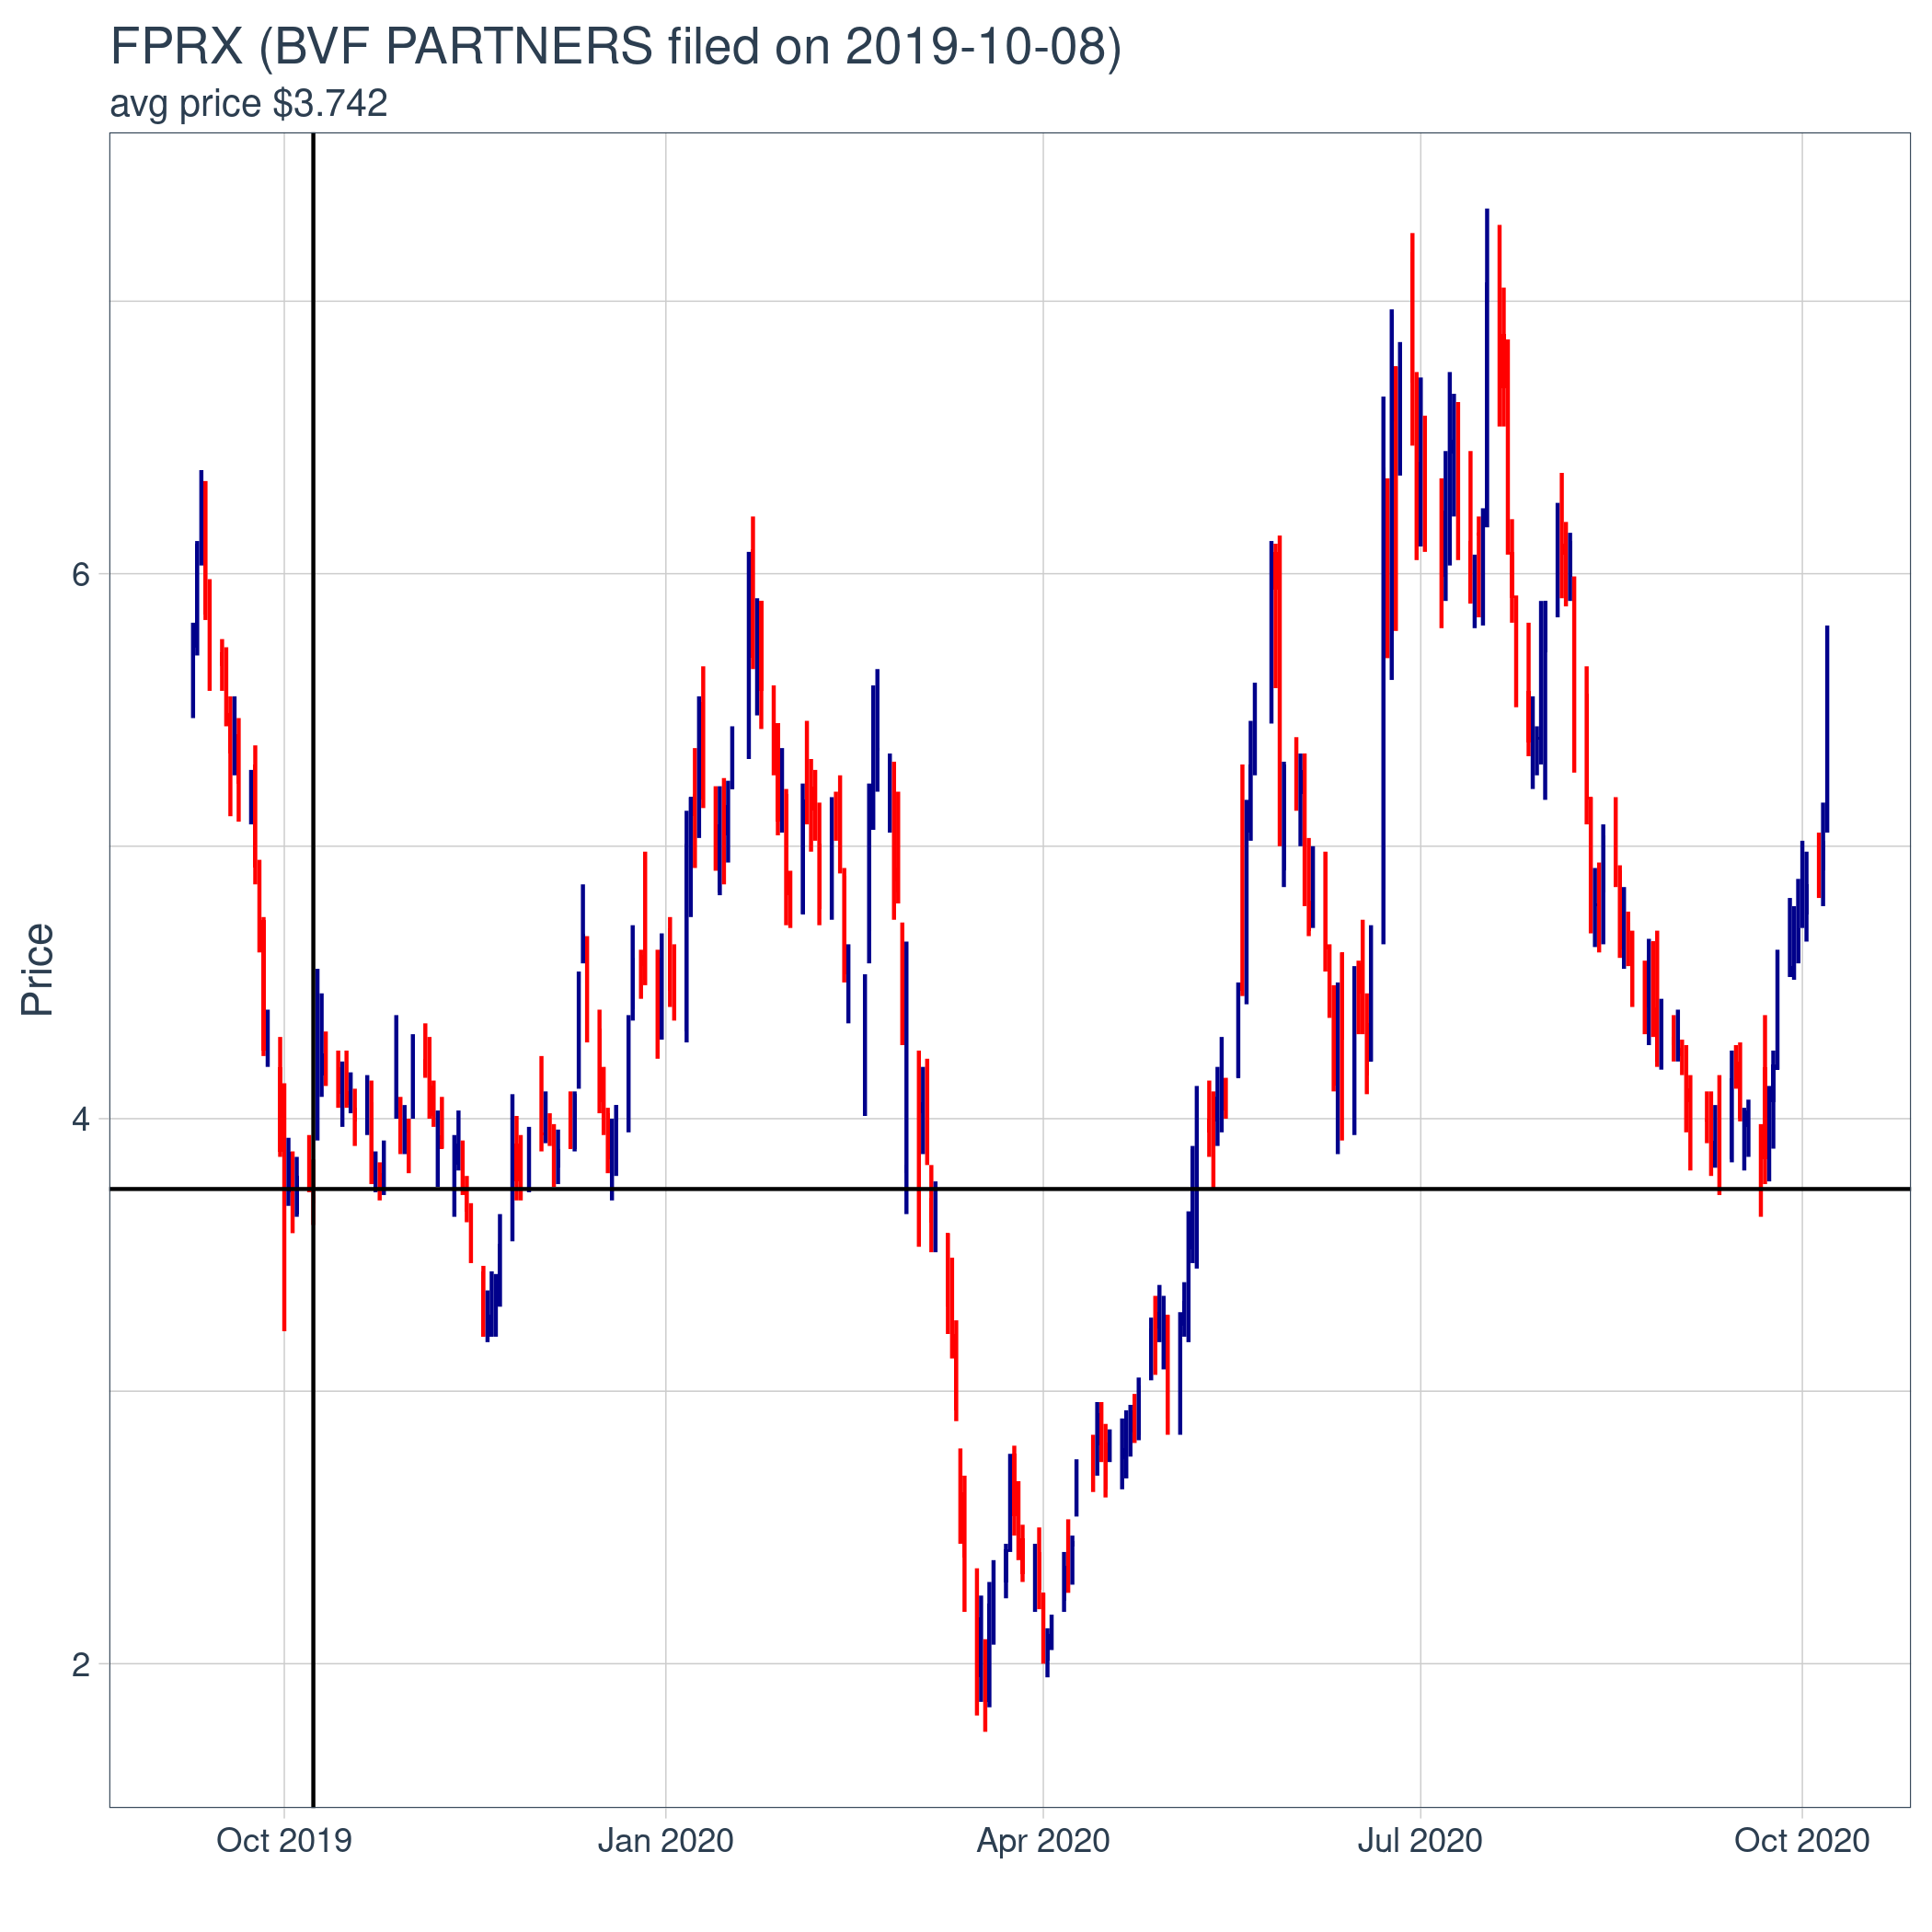 FPRX (BVF PARTNERS filed on 2019-10-08)
avg price $3.742
Price
6
4
2
Oct 2019 Jan 2020 Apr 2020 Jul 2020 Oct 2020